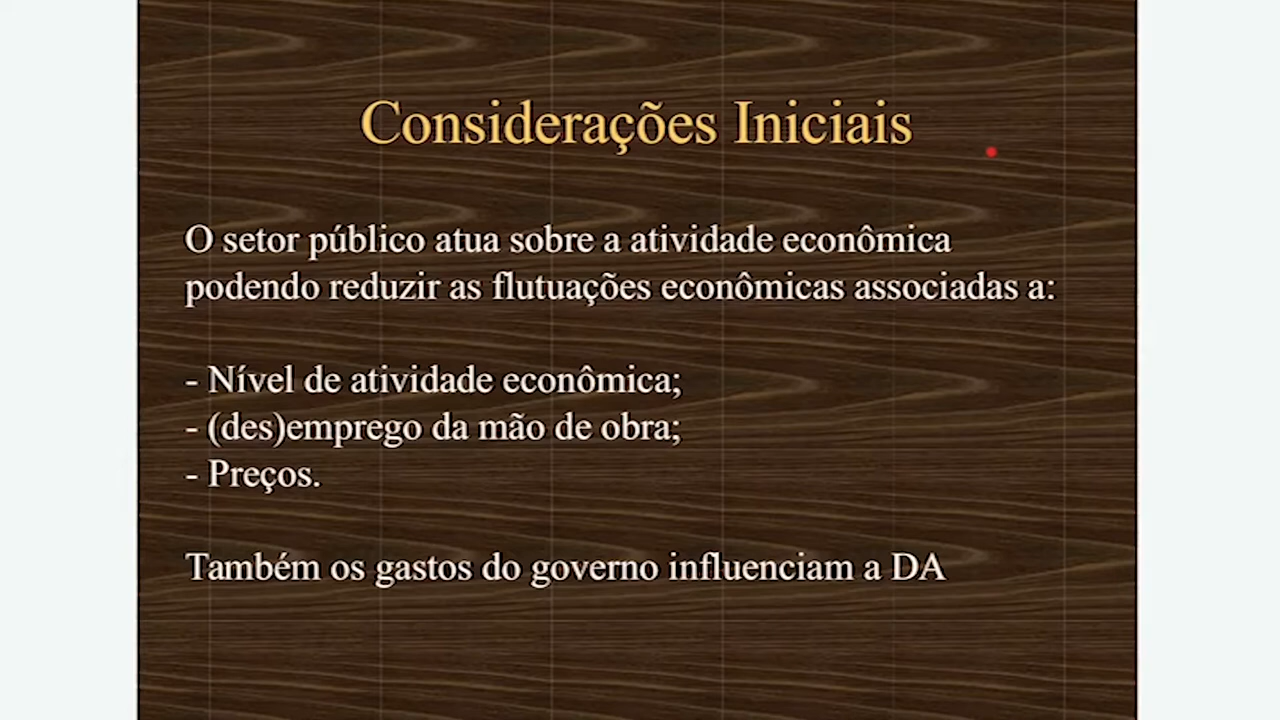 Considerações Iniciais
O setor público atua sobre a atividade econômica
podendo reduzir as flutuações econômicas associadas a:
- Nível de atividade econômica;
- (des)emprego da mão de obra;
- Preços.
Também os gastos do governo influenciam a DA